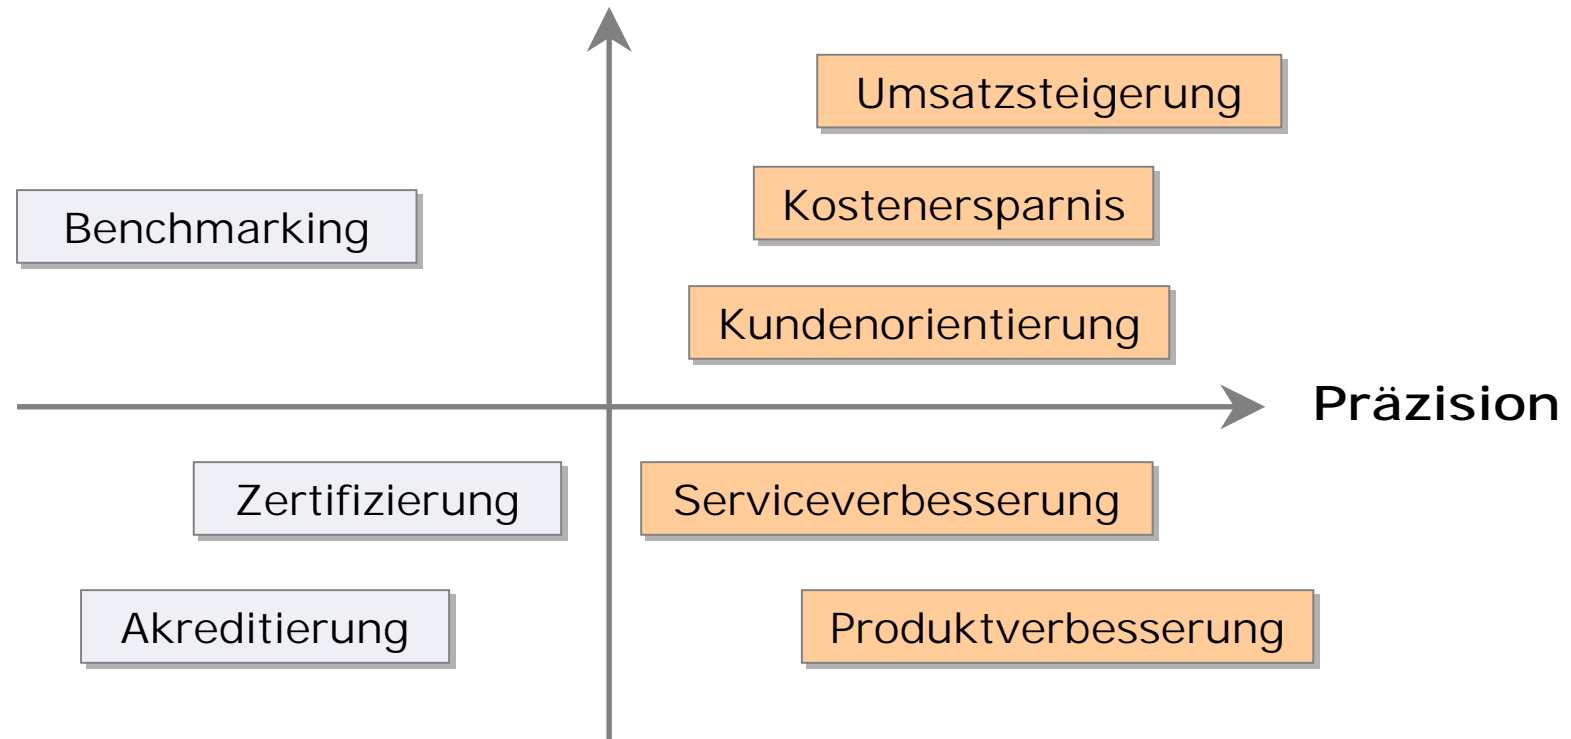 Umsatzsteigerung
Kostenersparnis
Benchmarking
Kundenorientierung
Präzision
Zertifizierung
Serviceverbesserung
Akreditierung
Produktverbesserung